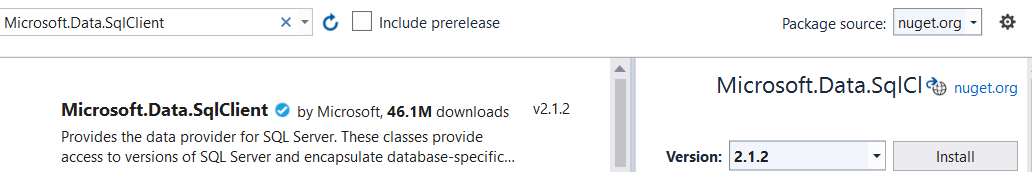 Microsoft.Data.SqlClient
Include prerelease
Package source: nuget.org
Microsoft.Data.SqlClient by Microsoft, 46.1M downloads v2.1.2
Provides the data provider for SQL Server. These classes provide
access to versions of SQL Server and encapsulate database-specific...
Microsoft.Data.SqlCl nuget.org
Version: 2.1.2 Install